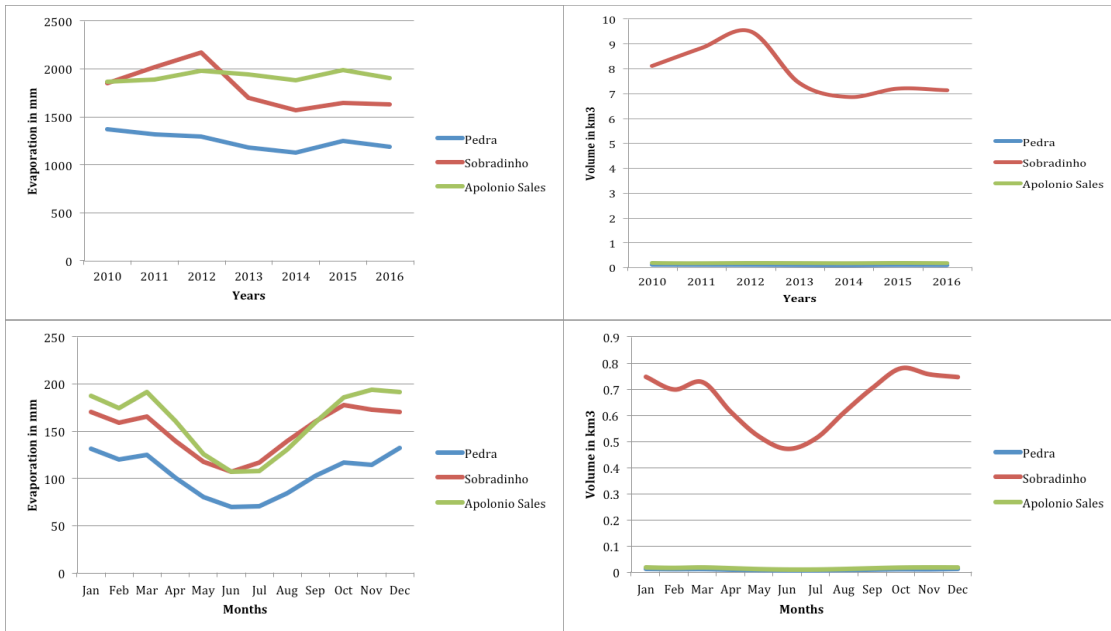 Evaporation in mm
2500
2000
1500
1000
500
0
2010 2011 2012 2013 2014 2015 2016
Years
Pedra
Sobradinho
Apolonio Sales
Volume in km3
10
9
8
7
6
5
4
3
2
1
0
2010 2011 2012 2013 2014 2015 2016
Years
Pedra
Sobradinho
Apolonio Sales
Evaporation in mm
250
200
150
100
50
0
Jan Feb Mar Apr May Jun Jul Aug Sep Oct Nov Dec
Months
Pedra
Sobradinho
Apolonio Sales
Volume in km3
0.9
0.8
0.7
0.6
0.5
0.4
0.3
0.2
0.1
0
Jan Feb Mar Apr May Jun Jul Aug Sep Oct Nov Dec
Months
Pedra
Sobradinho
Apolonio Sales